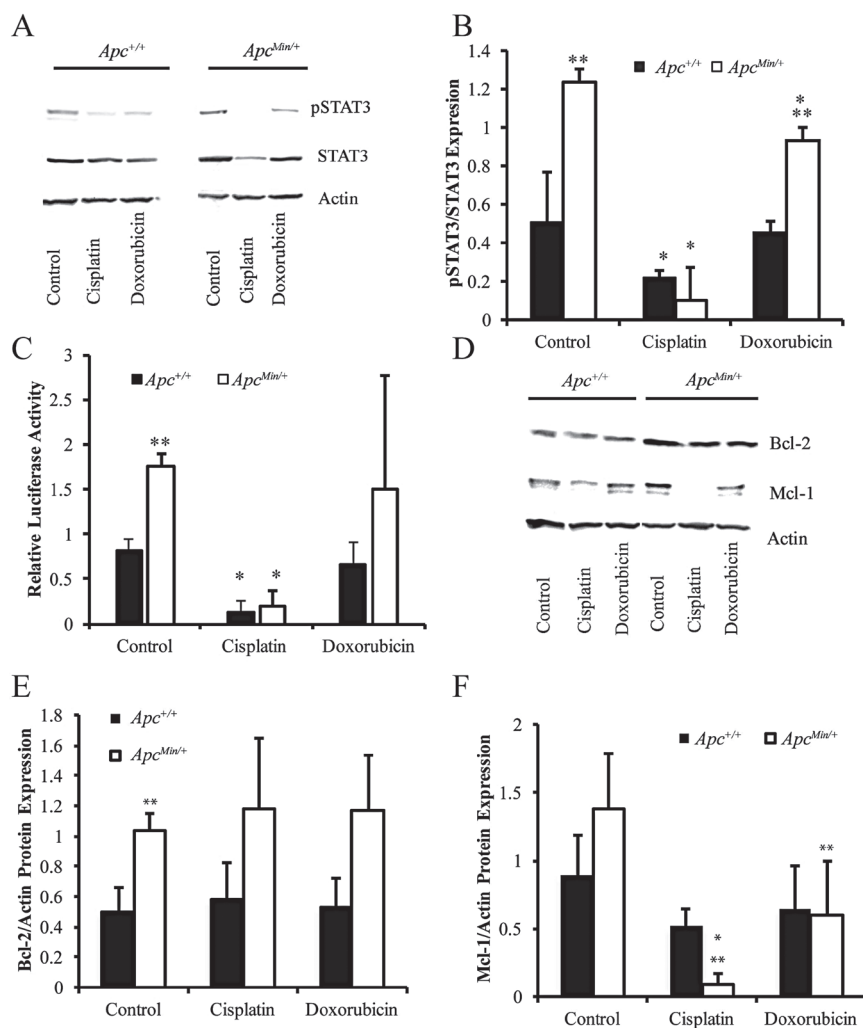 A
Apc+/+
ApcMin/+
pSTAT3
STAT3
Actin
Control
Cisplatin
Doxorubicin
Control
Cisplatin
Doxorubicin
B
pSTAT3/STAT3 Expresion
1.4
1.2
1
0.8
0.6
0.4
0.2
0
Apc+/+
ApcMin/+
**
*
*
*
**
Control
Cisplatin
Doxorubicin
C
Relative Luciferase Activity
3
2.5
2
1.5
1
0.5
0
Apc+/+
ApcMin/+
**
*
*
Control
Cisplatin
Doxorubicin
D
Apc+/+
ApcMin/+
Bcl-2
Mcl-1
Actin
Control
Cisplatin
Doxorubicin
Control
Cisplatin
Doxorubicin
E
Bcl-2/Actin Protein Expression
1.8
1.6
1.4
1.2
1
0.8
0.6
0.4
0.2
0
Apc+/+
ApcMin/+
**
Control
Cisplatin
Doxorubicin
F
Mcl-1/Actin Protein Expression
2
1.5
1
0.5
0
Apc+/+
ApcMin/+
*
**
**
Control
Cisplatin
Doxorubicin